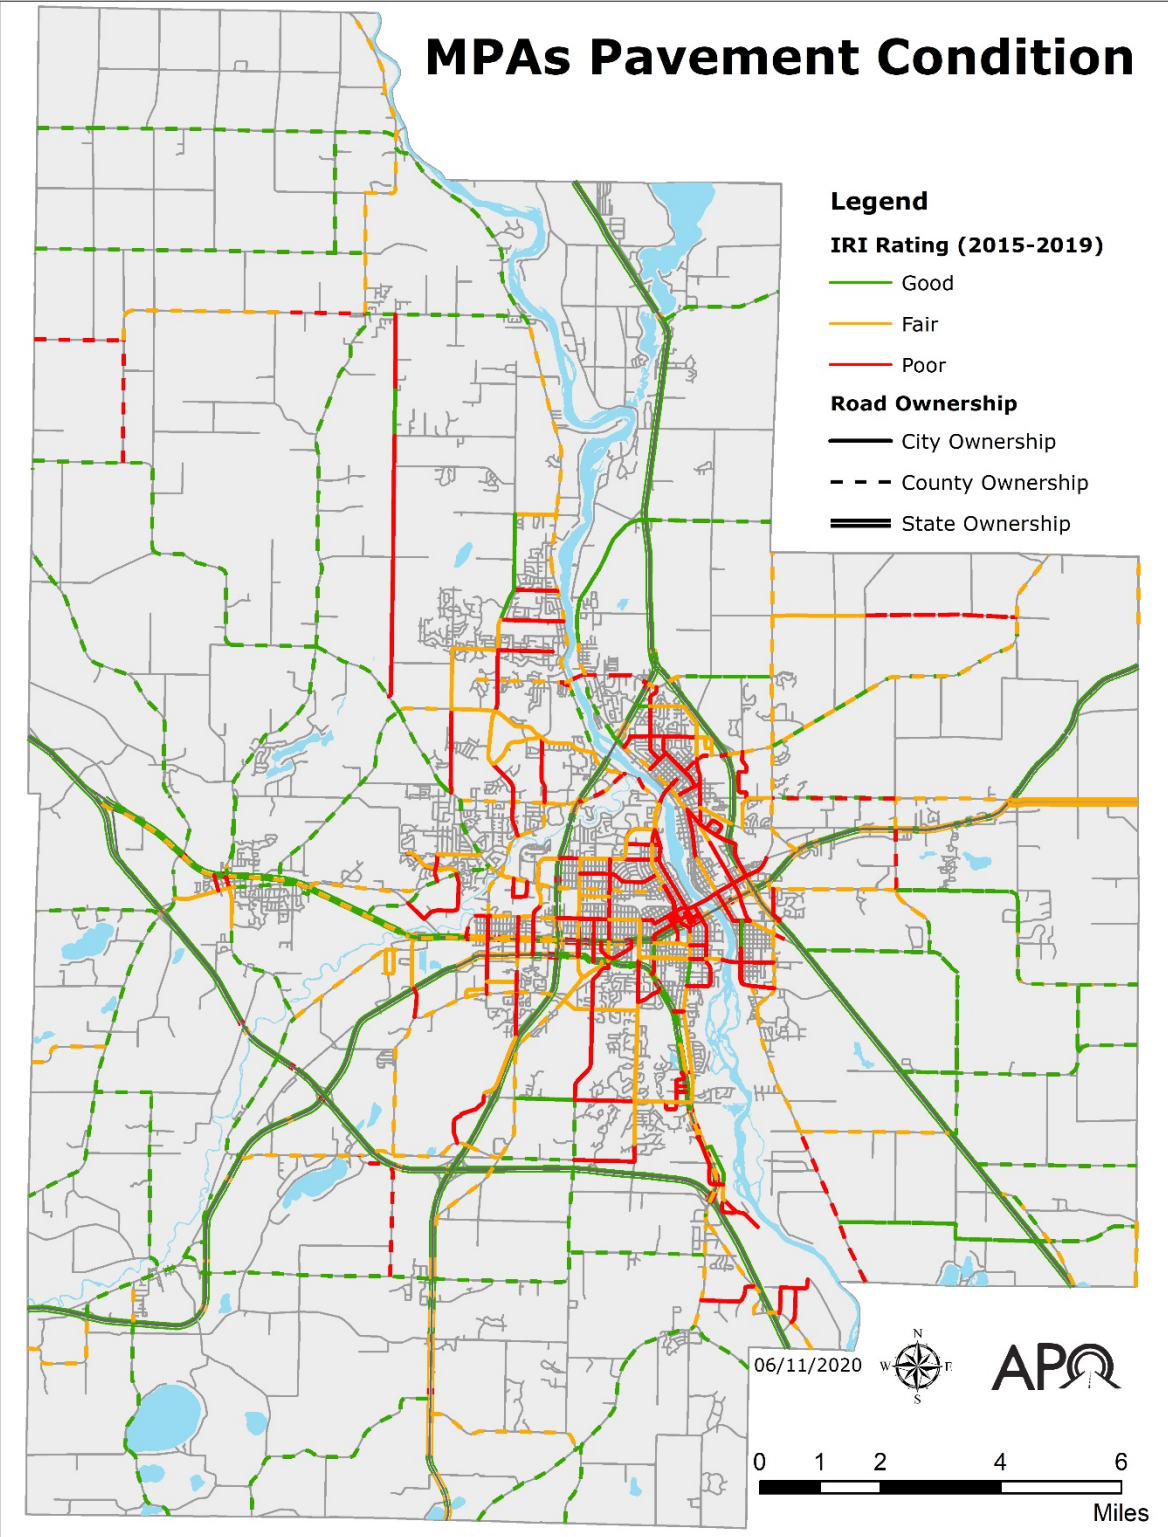 MPAs Pavement Condition
Legend
IRI Rating (2015-2019)
Good
Fair
Poor
Road Ownership
City Ownership
County Ownership
State Ownership
06/11/2020
N
W E
S
APO
0 1 2 4 6
Miles